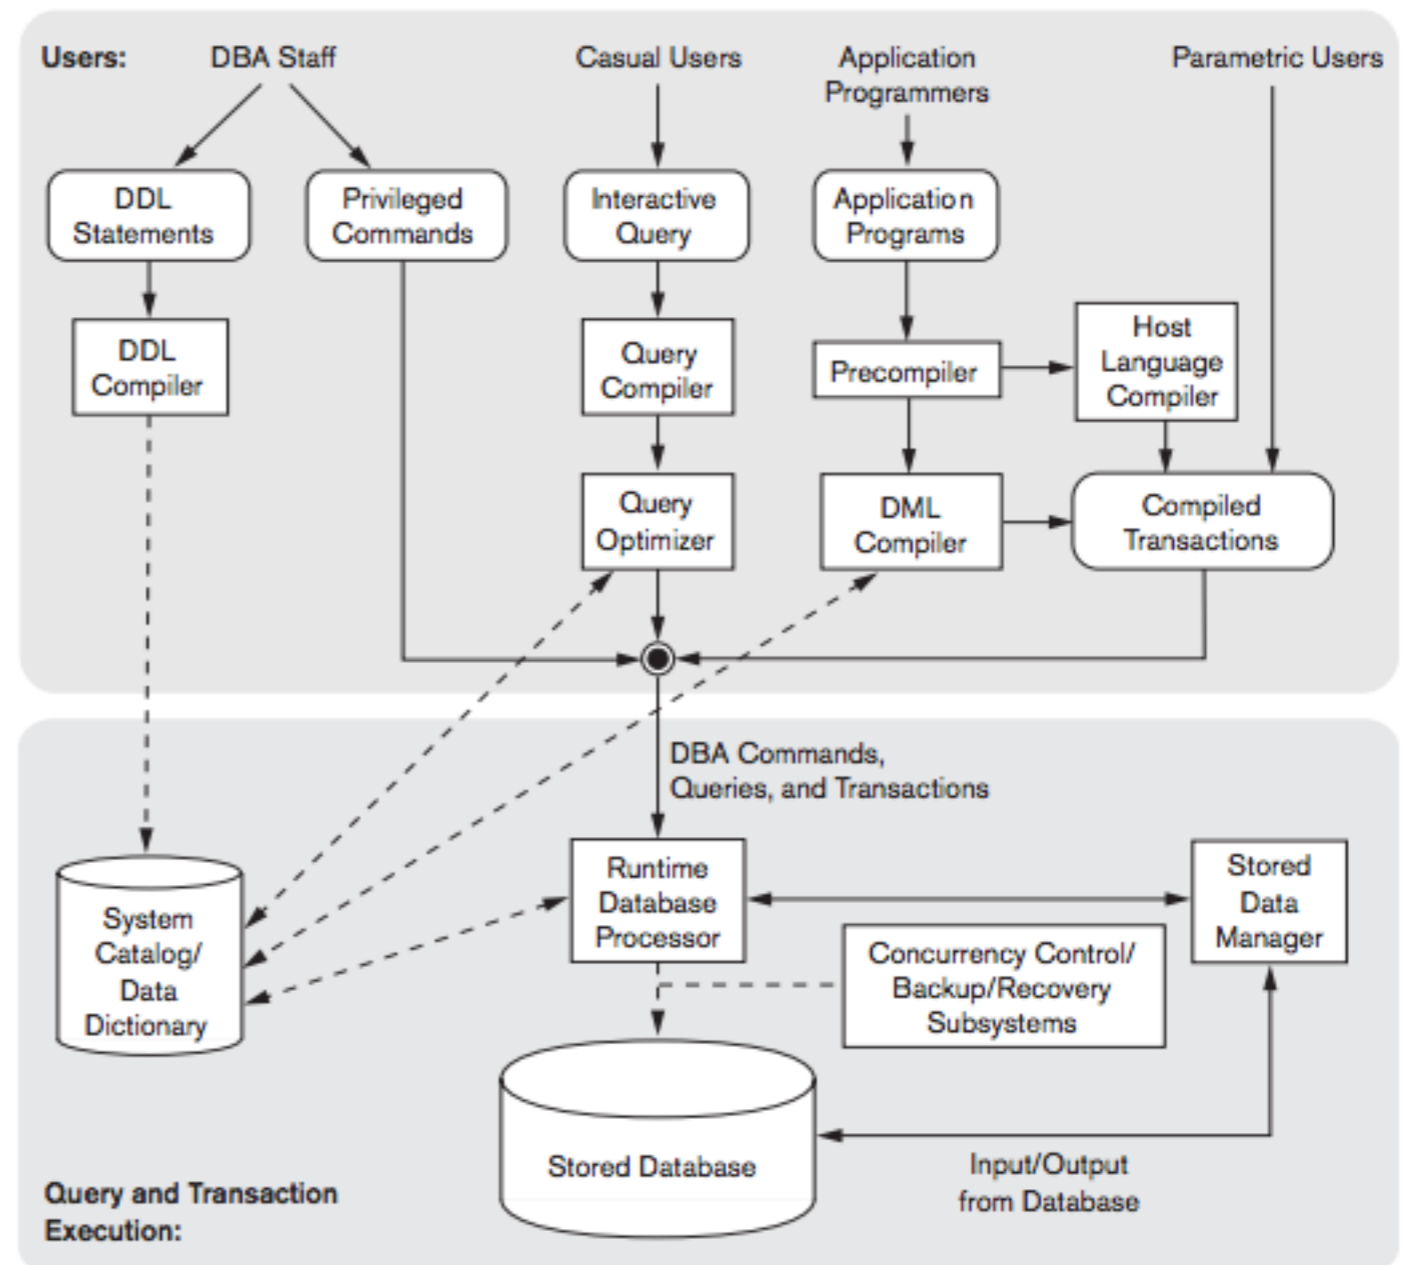 Users:
DBA Staff
Casual Users
Application
Programmers
Parametric Users
DDL
Statements
Privileged
Commands
Interactive
Query
Application
Programs
DDL
Compiler
Query
Compiler
Precompiler
Host
Language
Compiler
Query
Optimizer
DML
Compiler
Compiled
Transactions
DBA Commands,
Queries, and Transactions
System
Catalog/
Data
Dictionary
Runtime
Database
Processor
Stored
Data
Manager
Concurrency Control/
Backup/Recovery
Subsystems
Stored Database
Input/Output
from Database
Query and Transaction
Execution: